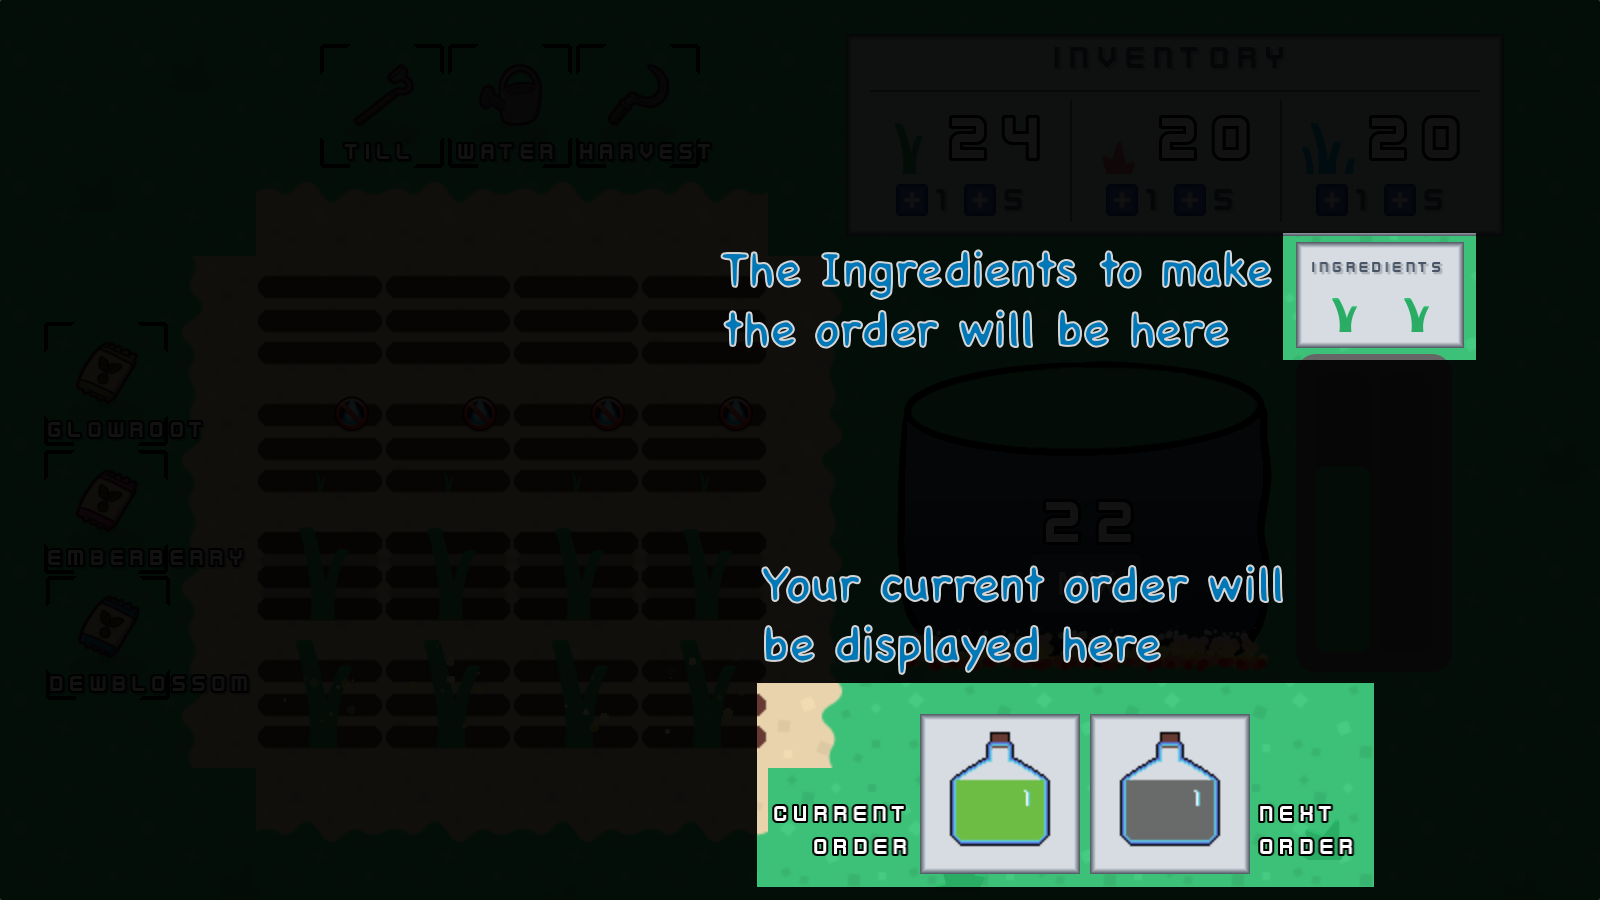 TILL WATER HARVEST
INVENTORY
24 20 20
1 5 1 5 1 5
The Ingredients to make
the order will be here
INGREDIENTS
GLOWROOT
EMBERBERRY
DEWBLOSSOM
22
Your current order will
be displayed here
CURRENT
ORDER
NEXT
ORDER